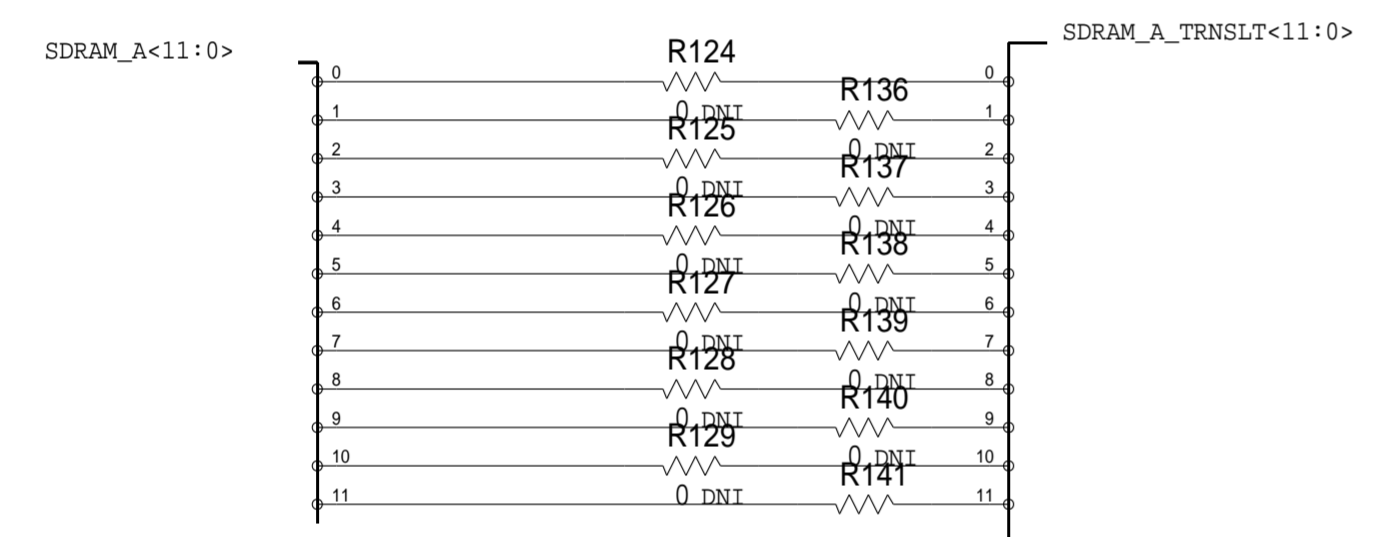 SDRAM_A_TRNSLT<11:0>
SDRAM_A<11:0>
R124
0 0
R136
1 0 DNI 1
R125
2 0 DNI 2
R137
3 0 DNI 3
R126
4 0 DNI 4
R138
5 0 DNI 5
R127
6 0 DNI 6
R139
7 0 DNI 7
R128
8 0 DNI 8
R140
9 0 DNI 9
R129
10 0 DNI 10
R141
11 0 DNI 11